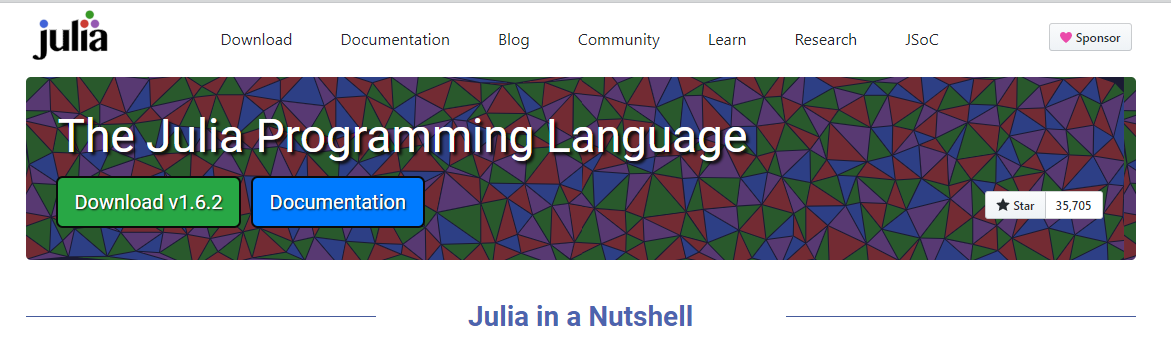 julia
Download Documentation Blog Community Learn Research JSoC Sponsor
The Julia Programming Language
Download v1.6.2 Documentation
Star 35,705
Julia in a Nutshell